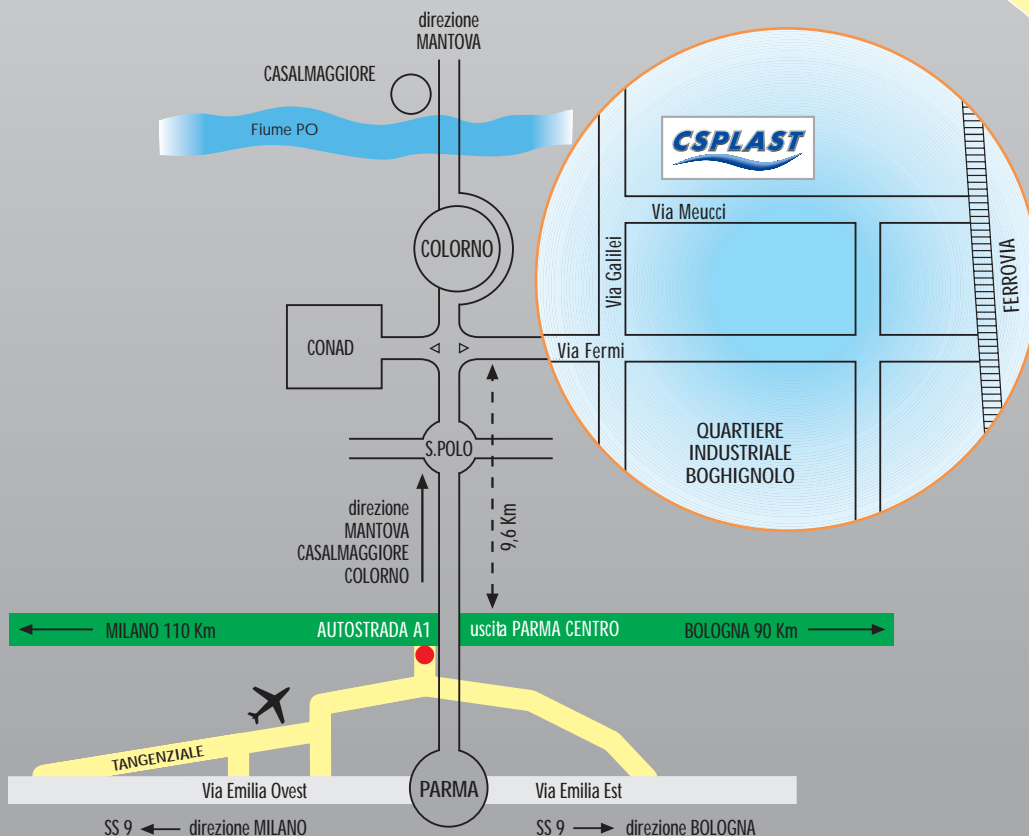 direzione
MANTOVA
CASALMAGGIORE
Fiume PO
CSPLAST
Via Meucci
COLORNO
Via Galilei
FERROVIA
CONAD
Via Fermi
S.POLO
QUARTIERE
INDUSTRIALE
BOGHIGNOLO
direzione
MANTOVA
CASALMAGGIORE
COLORNO
9,6 Km
MILANO 110 Km
AUTOSTRADA A1
uscita PARMA CENTRO
BOLOGNA 90 Km
TANGENZIALE
Via Emilia Ovest
PARMA
Via Emilia Est
SS 9 direzione MILANO
SS 9 direzione BOLOGNA